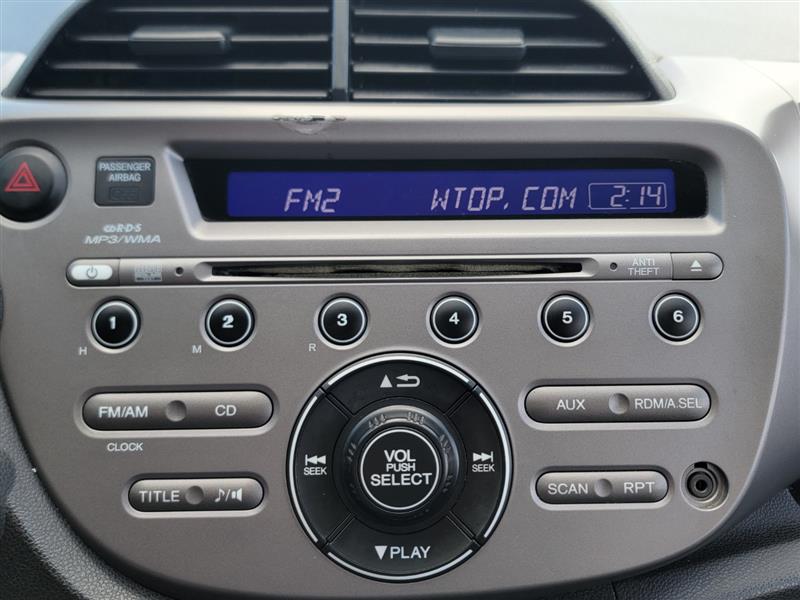 PASSENGER
AIRBAG
FM2 WTOP.COM 2:14
R·D·S
MP3/WMA
ANTI
THEFT
1 2 3 4 5 6
H M R
FM/AM CD
CLOCK
TITLE
SEEK
VOL
PUSH
SELECT
SEEK
PLAY
AUX RDM/A.SEL
SCAN RPT